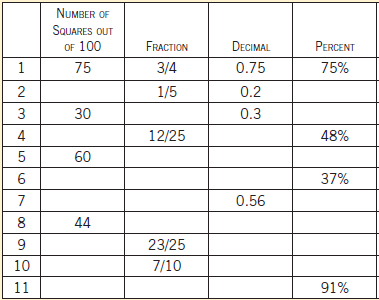 NUMBER OF
SQUARES OUT
OF 100 FRACTION DECIMAL PERCENT
1 75 3/4 0.75 75%
2 1/5 0.2
3 30 0.3
4 12/25 48%
5 60
6 37%
7 0.56
8 44
9 23/25
10 7/10
11 91%